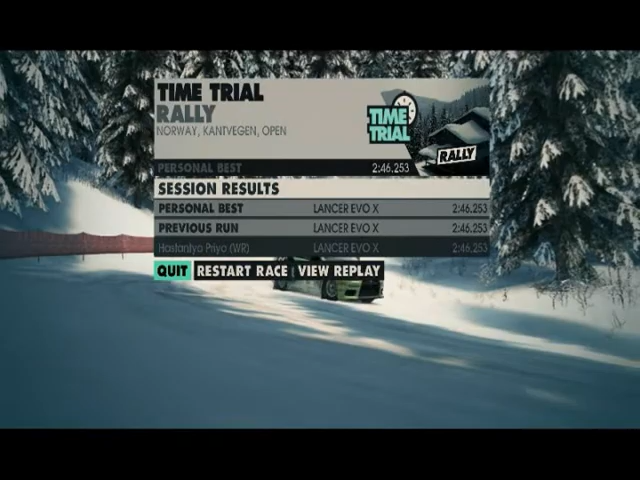 TIME TRIAL
RALLY
NORWAY, KANTVEGEN, OPEN
TIME
TRIAL
RALLY
PERSONAL BEST 2:46.253
SESSION RESULTS
PERSONAL BEST LANCER EVO X 2:46.253
PREVIOUS RUN LANCER EVO X 2:46.253
Hastantyo Priyo (WR) LANCER EVO X 2:46.253
QUIT RESTART RACE VIEW REPLAY